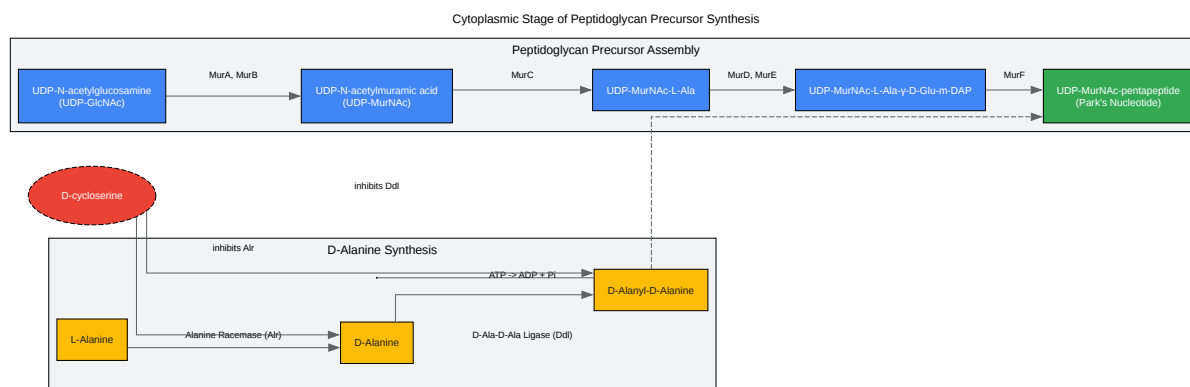 Cytoplasmic Stage of Peptidoglycan Precursor Synthesis
Peptidoglycan Precursor Assembly
UDP-N-acetylglucosamine
(UDP-GlcNAc)
MurA, MurB
UDP-N-acetylmuramic acid
(UDP-MurNAc)
MurC
UDP-MurNAc-L-Ala
MurD, MurE
UDP-MurNAc-L-Ala-γ-D-Glu-m-DAP
MurF
UDP-MurNAc-pentapeptide
(Park's Nucleotide)
D-cycloserine
inhibits Ddl
inhibits Alr
D-Alanine Synthesis
ATP -> ADP + Pi
D-Alanyl-D-Alanine
L-Alanine
Alanine Racemase (Alr)
D-Alanine
D-Ala-D-Ala Ligase (Ddl)